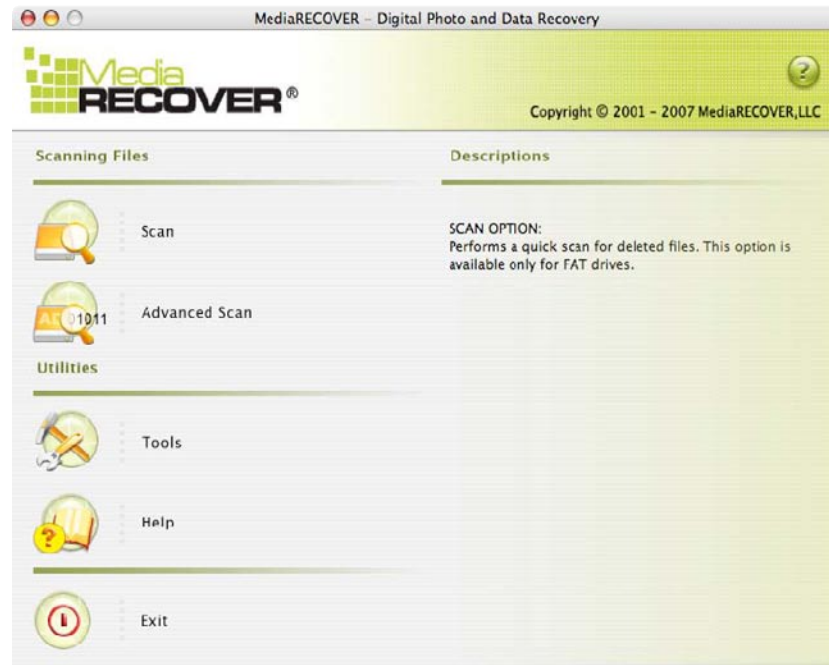 MediaRECOVER – Digital Photo and Data Recovery
Media
RECOVER®
?
Copyright © 2001 – 2007 MediaRECOVER,LLC
Scanning Files
Scan
1011
Advanced Scan
Utilities
Tools
?
Help
Exit
Descriptions
SCAN OPTION:
Performs a quick scan for deleted files. This option is
available only for FAT drives.